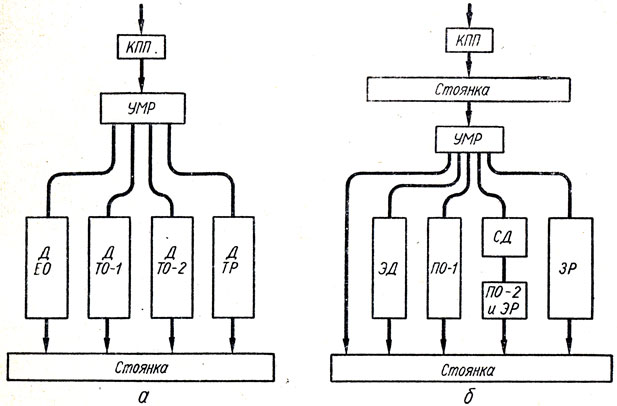 КПП.
УМР
Д
ЕО
Д
ТО-1
Д
ТО-2
Д
ТР
Стоянка
а
КПП
Стоянка
УМР
ЭД
ПО-1
СД
ПО-2
и ЭР
ЗР
Стоянка
б